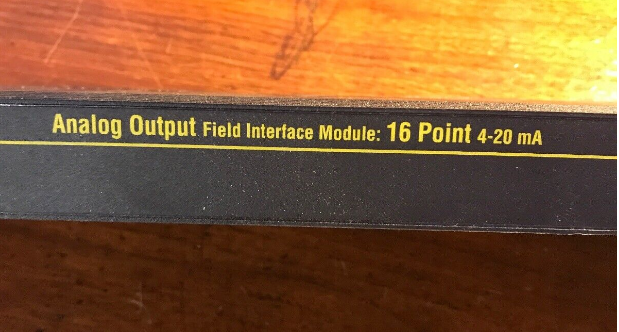 Analog Output Field Interface Module: 16 Point 4-20 mA